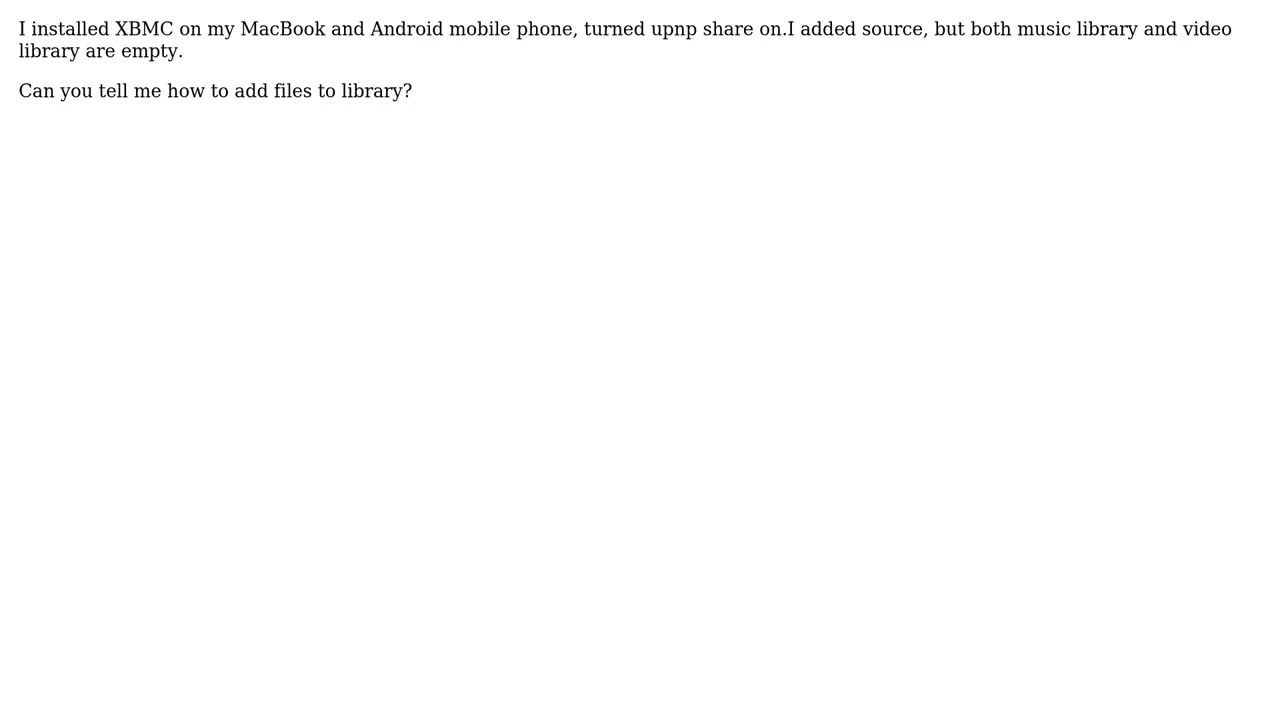 I installed XBMC on my MacBook and Android mobile phone, turned upnp share on.I added source, but both music library and video
library are empty.
Can you tell me how to add files to library?